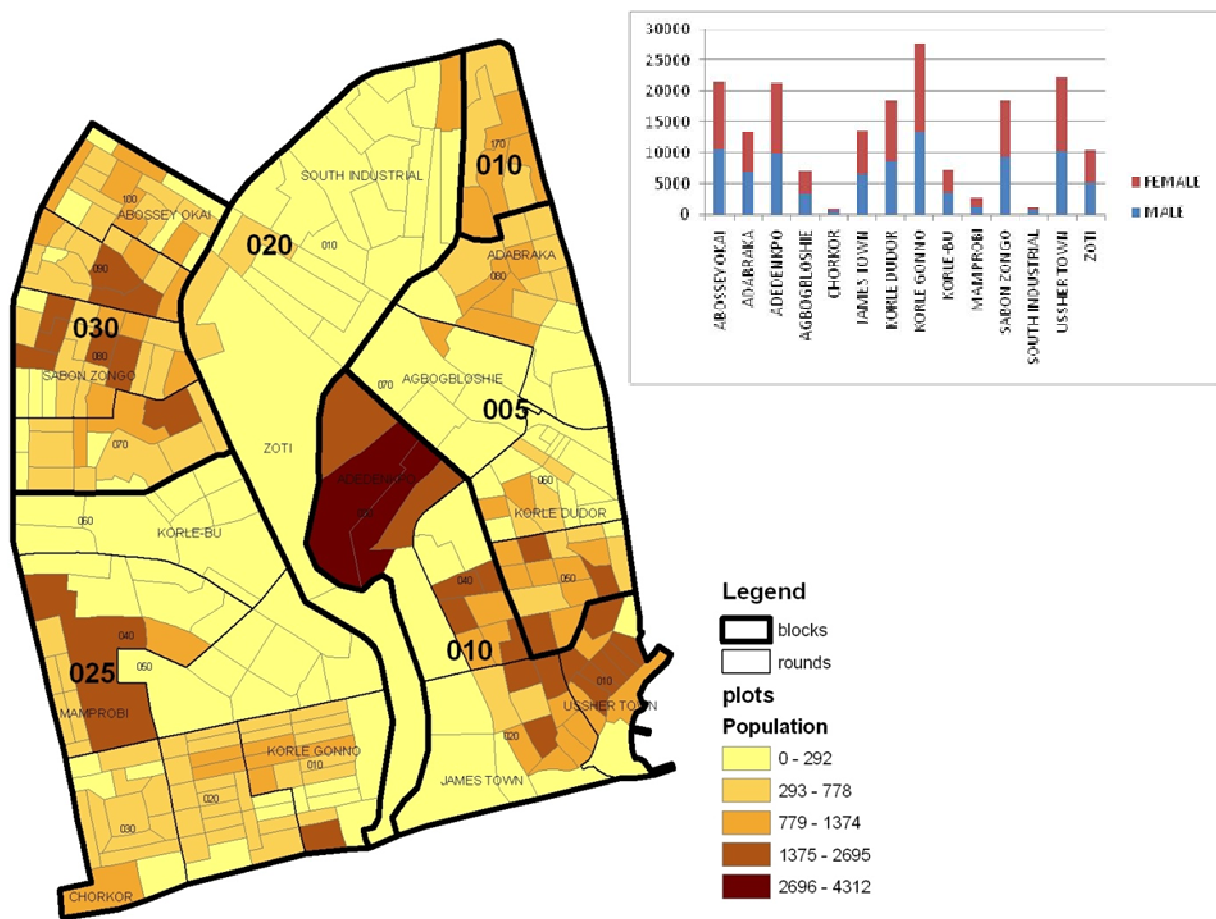 30000
25000
20000
15000
10000
5000
0
FEMALE
MALE
ABOSSEY OKAI
ADABRAKA
ADEDENKPO
AGBOGBLOSHIE
CHORKOR
JAMES TOWN
KORLE DUDOR
KORLE GONNO
KORLE-BU
MAMPROBI
SABON ZONGO
SOUTH INDUSTRIAL
USSHER TOWN
ZOTI
170
010
SOUTH INDUSTRIAL
100
ABOSSEY OKAI
020
010
ADABRAKA
080
090
030
080
SABON ZONGO
070
AGBOGBLOSHIE
005
070
ZOTI
ADEDENKPO
060
KORLE DUDOR
060
KORLE-BU
040
050
040
050
010
025
MAMPROBI
010
USSHER TOWN
KORLE GONNO
010
020
JAMES TOWN
020
030
CHORKOR
Legend
blocks
rounds
plots
Population
0 - 292
293 - 778
779 - 1374
1375 - 2695
2696 - 4312